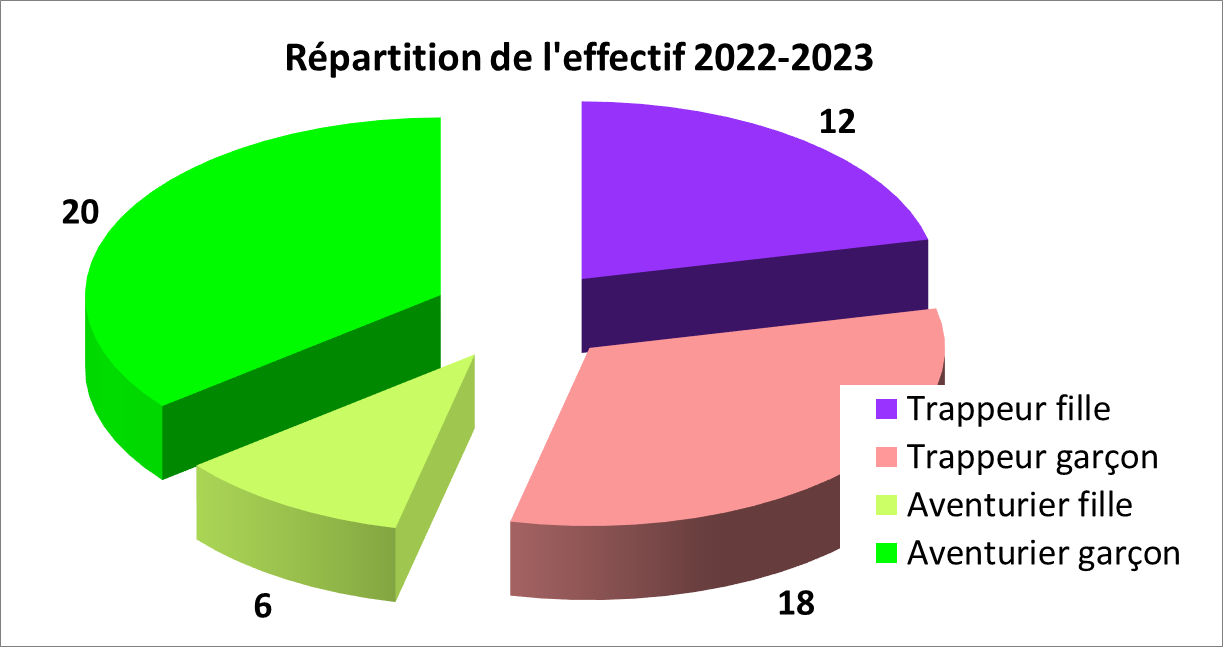 Répartition de l'effectif 2022-2023
12
20
Trappeur fille
Trappeur garçon
Aventurier fille
Aventurier garçon
6
18